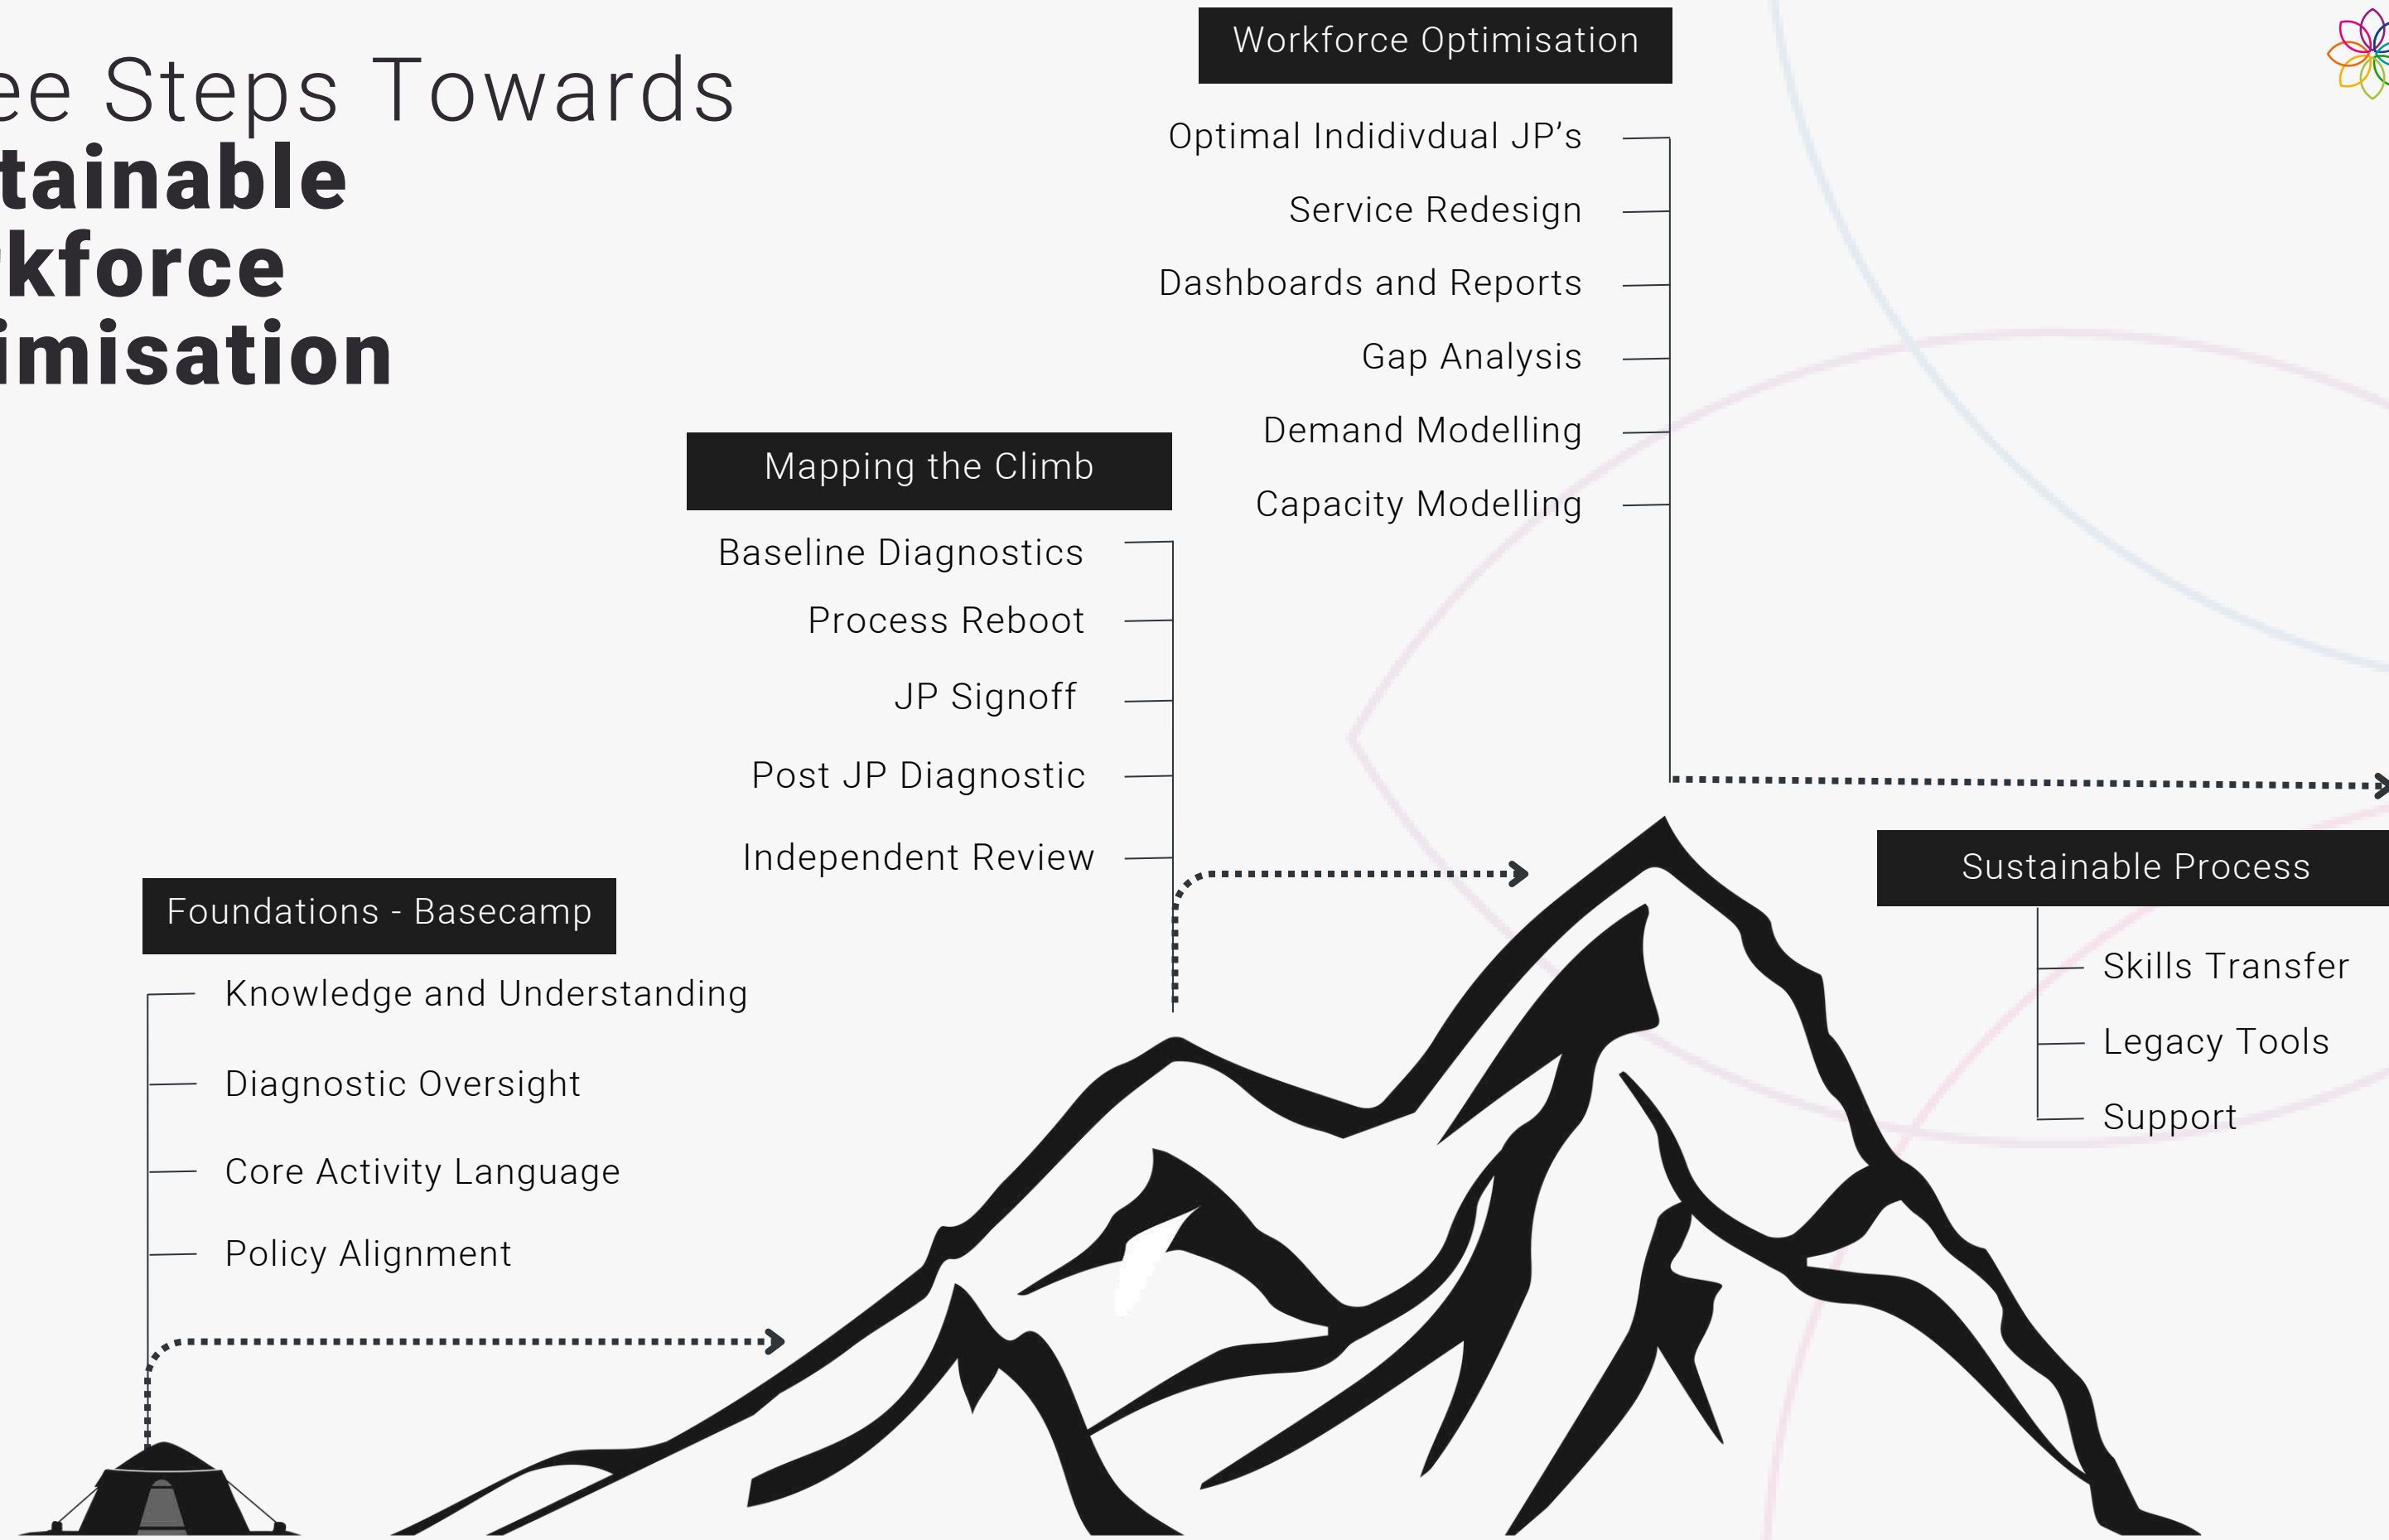 ee Steps Towards
tainable
kforce
imisation
Workforce Optimisation
Optimal Indidivdual JP’s
Service Redesign
Dashboards and Reports
Gap Analysis
Demand Modelling
Capacity Modelling
Mapping the Climb
Baseline Diagnostics
Process Reboot
JP Signoff
Post JP Diagnostic
Independent Review
Foundations - Basecamp
Knowledge and Understanding
Diagnostic Oversight
Core Activity Language
Policy Alignment
Sustainable Process
Skills Transfer
Legacy Tools
Support